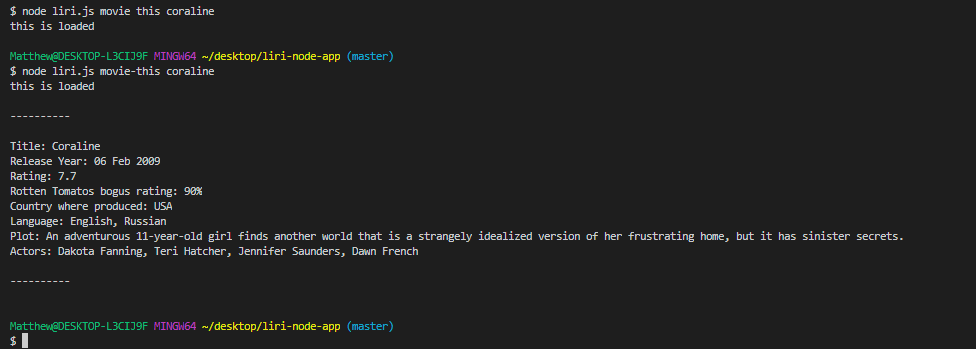 $ node liri.js movie this coraline
this is loaded
Matthew@DESKTOP-L3CIJ9F MINGW64 ~/desktop/liri-node-app (master)
$ node liri.js movie-this coraline
this is loaded
----------
Title: Coraline
Release Year: 06 Feb 2009
Rating: 7.7
Rotten Tomatos bogus rating: 90%
Country where produced: USA
Language: English, Russian
Plot: An adventurous 11-year-old girl finds another world that is a strangely idealized version of her frustrating home, but it has sinister secrets.
Actors: Dakota Fanning, Teri Hatcher, Jennifer Saunders, Dawn French
----------
Matthew@DESKTOP-L3CIJ9F MINGW64 ~/desktop/liri-node-app (master)
$